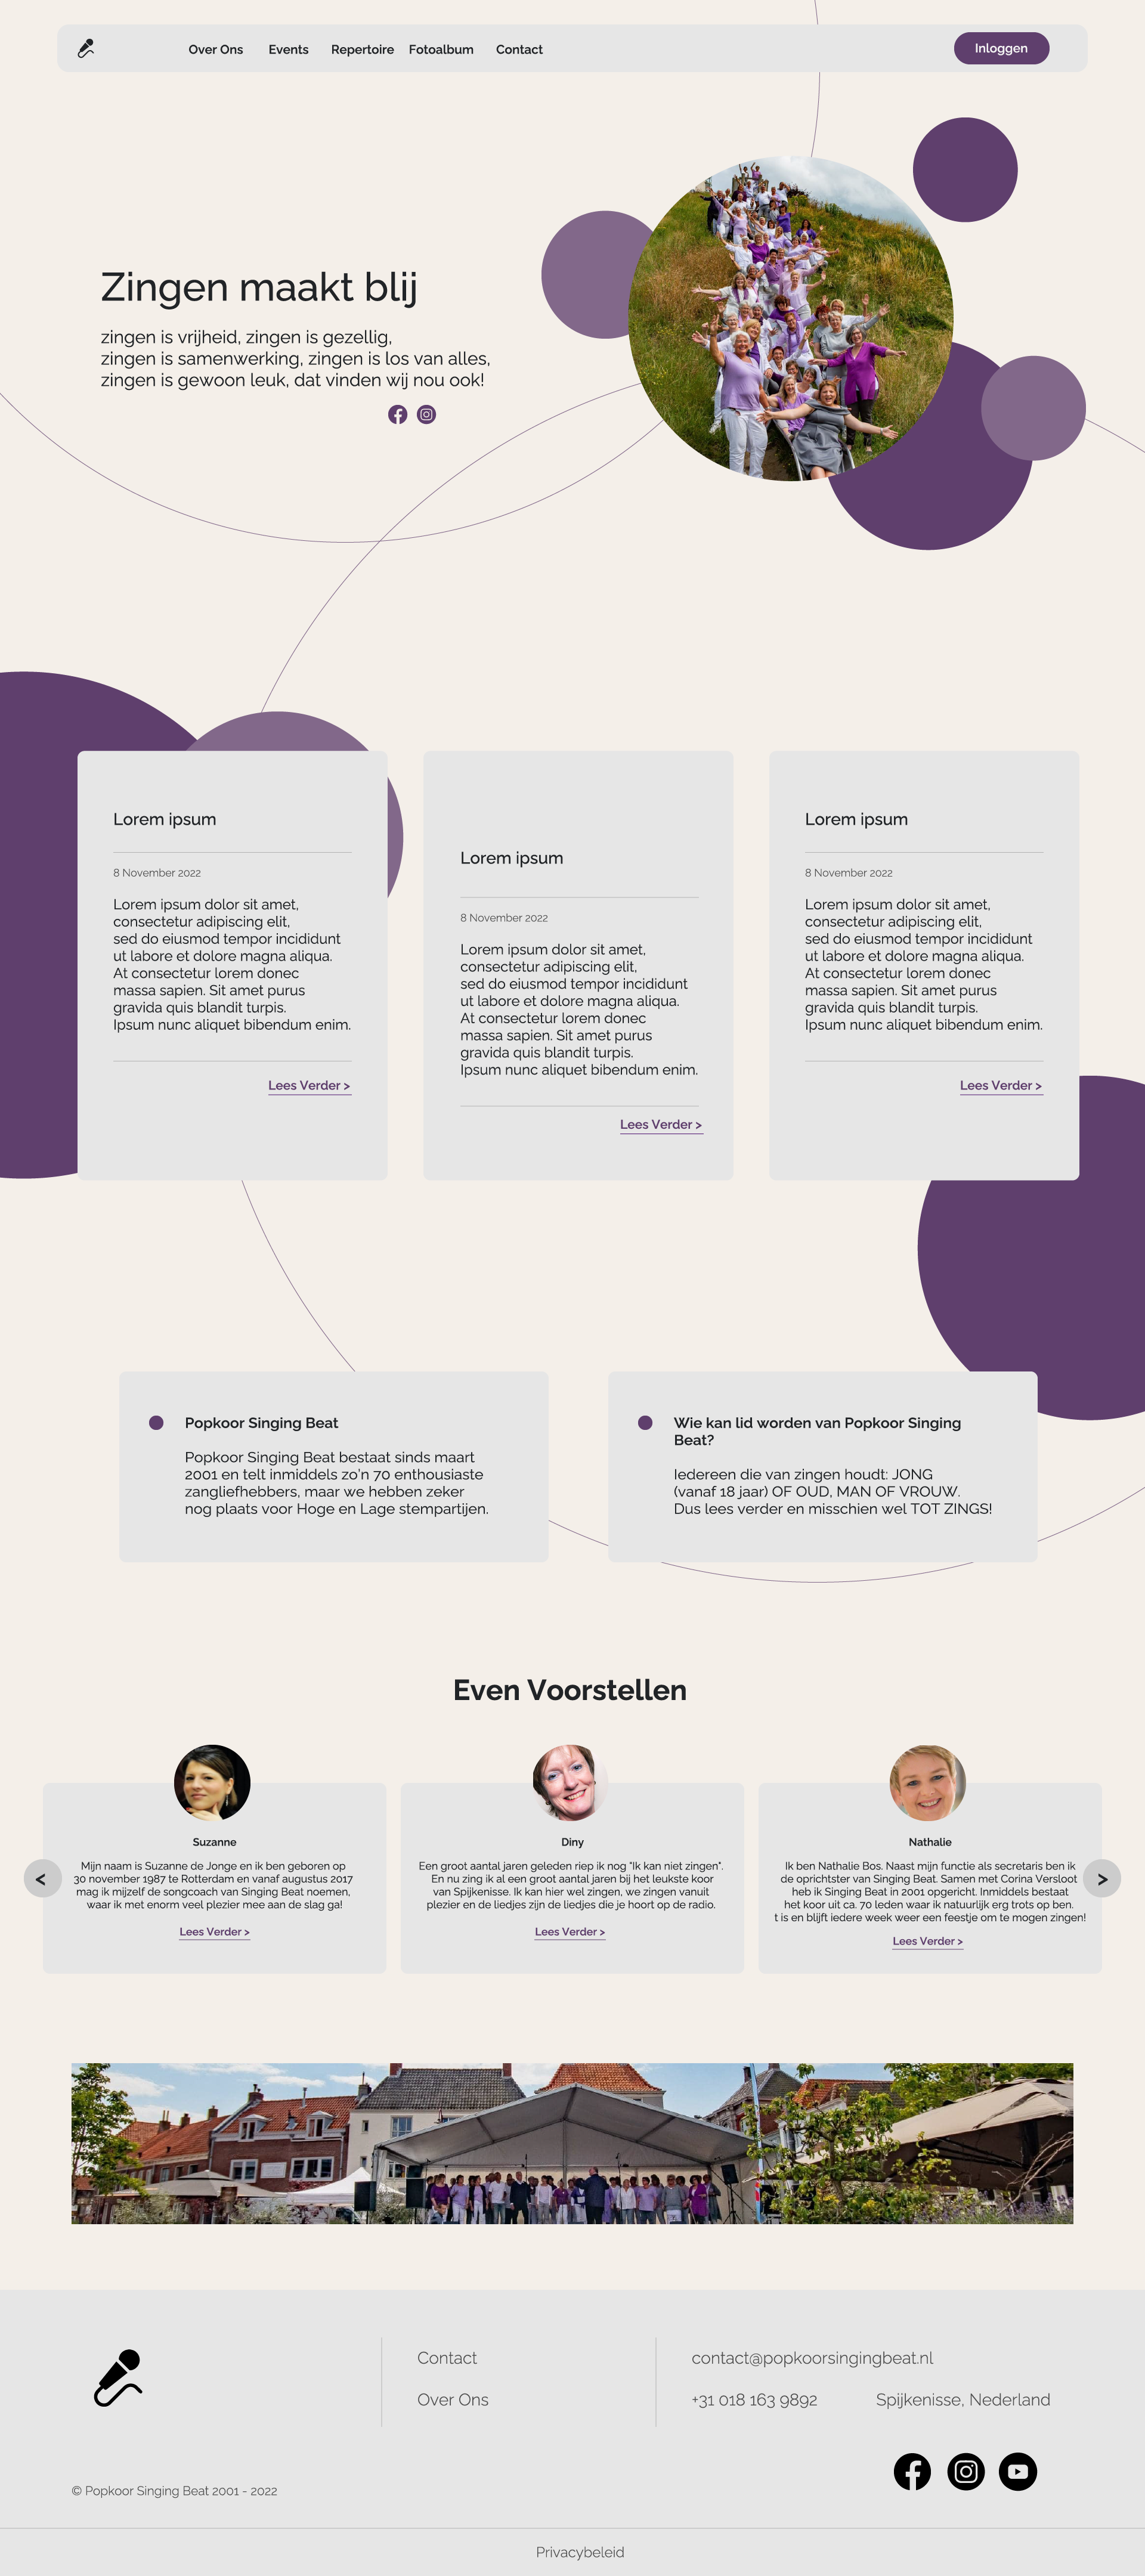 Over Ons
Events
Repertoire
Fotoalbum
Contact
Inloggen
Zingen maakt blij
zingen is vrijheid, zingen is gezellig,
zingen is samenwerking, zingen is los van alles,
zingen is gewoon leuk, dat vinden wij nou ook!
Lorem ipsum
8 November 2022
Lorem ipsum dolor sit amet,
consectetur adipiscing elit,
sed do eiusmod tempor incididunt
ut labore et dolore magna aliqua.
At consectetur lorem donec
massa sapien. Sit amet purus
gravida quis blandit turpis.
Ipsum nunc aliquet bibendum enim.
Lees Verder >
Lorem ipsum
8 November 2022
Lorem ipsum dolor sit amet,
consectetur adipiscing elit,
sed do eiusmod tempor incididunt
ut labore et dolore magna aliqua.
At consectetur lorem donec
massa sapien. Sit amet purus
gravida quis blandit turpis.
Ipsum nunc aliquet bibendum enim.
Lees Verder >
Lorem ipsum
8 November 2022
Lorem ipsum dolor sit amet,
consectetur adipiscing elit,
sed do eiusmod tempor incididunt
ut labore et dolore magna aliqua.
At consectetur lorem donec
massa sapien. Sit amet purus
gravida quis blandit turpis.
Ipsum nunc aliquet bibendum enim.
Lees Verder >
Popkoor Singing Beat
Popkoor Singing Beat bestaat sinds maart
2001 en telt inmiddels zo'n 70 enthousiaste
zangliefhebbers, maar we hebben zeker
nog plaats voor Hoge en Lage stempartijen.
Wie kan lid worden van Popkoor Singing
Beat?
Iedereen die van zingen houdt: JONG
(vanaf 18 jaar) OF OUD, MAN OF VROUW.
Dus lees verder en misschien wel TOT ZINGS!
Even Voorstellen
<
Suzanne
Mijn naam is Suzanne de Jonge en ik ben geboren op
30 november 1987 te Rotterdam en vanaf augustus 2017
mag ik mijzelf de songcoach van Singing Beat noemen,
waar ik met enorm veel plezier mee aan de slag ga!
Lees Verder >
Diny
Een groot aantal jaren geleden riep ik nog "Ik kan niet zingen".
En nu zing ik al een groot aantal jaren bij het leukste koor
van Spijkenisse. Ik kan hier wel zingen, we zingen vanuit
plezier en de liedjes zijn de liedjes die je hoort op de radio.
Lees Verder >
Nathalie
Ik ben Nathalie Bos. Naast mijn functie als secretaris ben ik
de oprichtster van Singing Beat. Samen met Corina Versloot
heb ik Singing Beat in 2001 opgericht. Inmiddels bestaat
het koor uit ca. 70 leden waar ik natuurlijk erg trots op ben.
t is en blijft iedere week weer een feestje om te mogen zingen!
Lees Verder >
>
Contact
Over Ons
contact@popkoorsingingbeat.nl
+31 018 163 9892
Spijkenisse, Nederland
© Popkoor Singing Beat 2001 - 2022
Privacybeleid